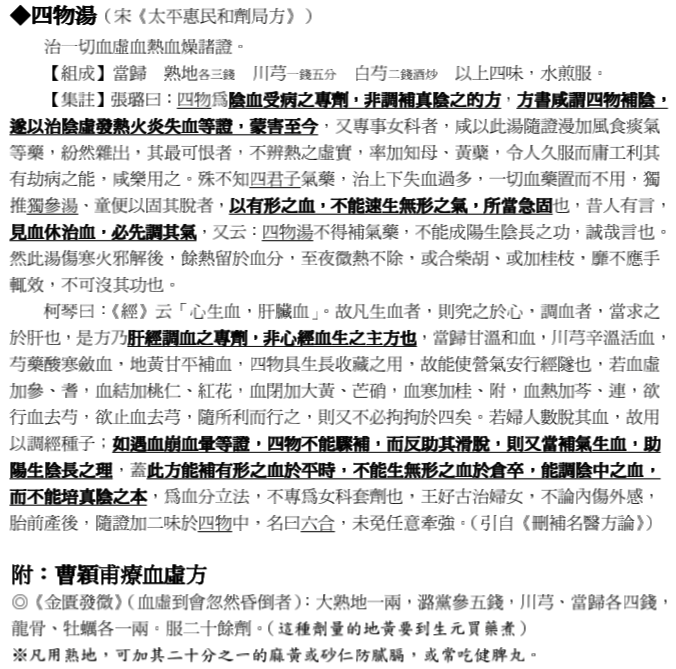 ◆四物湯（宋《太平惠民和劑局方》）
治一切血虛血熱血燥諸證。
【組成】當歸　熟地各三錢　川芎一錢五分　白芍二錢酒炒　以上四味，水煎服。
【集註】張璐曰：四物爲陰血受病之專劑，非調補真陰之的方，方書咸謂四物補陰，
遂以治陰虛發熱火炎失血等證，蒙害至今，又專事女科者，咸以此湯隨證漫加風食痰氣
等藥，紛然雜出，其最可恨者，不辨熱之虛實，率加知母、黃蘗，令人久服而庸工利其
有劫病之能，咸樂用之。殊不知四君子氣藥，治上下失血過多，一切血藥置而不用，獨
推獨參湯、童便以固其脫者，以有形之血，不能速生無形之氣，所當急固也，昔人有言，
見血休治血，必先調其氣，又云：四物湯不得補氣藥，不能成陽生陰長之功，誠哉言也。
然此湯傷寒火邪解後，餘熱留於血分，至夜微熱不除，或合柴胡、或加桂枝，靡不應手
輒效，不可沒其功也。
柯琴曰：《經》云「心生血，肝臟血」。故凡生血者，則究之於心，調血者，當求之
於肝也，是方乃肝經調血之專劑，非心經血生之主方也，當歸甘溫和血，川芎辛溫活血，
芍藥酸寒斂血，地黃甘平補血，四物具生長收藏之用，故能使營氣安行經隧也，若血虛
加參、耆，血結加桃仁、紅花，血閉加大黃、芒硝，血寒加桂、附，血熱加芩、連，欲
行血去芍，欲止血去芎，隨所利而行之，則又不必拘拘於四矣。若婦人數脫其血，故用
以調經種子；如遇血崩血暈等證，四物不能驟補，而反助其滑脫，則又當補氣生血，助
陽生陰長之理，蓋此方能補有形之血於平時，不能生無形之血於倉卒，能調陰中之血，
而不能培真陰之本，爲血分立法，不專爲女科套劑也，王好古治婦女，不論內傷外感，
胎前產後，隨證加二味於四物中，名曰六合，未免任意牽強。（引自《刪補名醫方論》）
附：曹穎甫療血虛方
◎《金匱發微》（血虛到會忽然昏倒者）：大熟地一兩，潞黨參五錢，川芎、當歸各四錢，
龍骨、牡蠣各一兩。服二十餘劑。（這種劑量的地黃要到生元買藥煮）
※凡用熟地，可加其二十分之一的麻黃或砂仁防膩膈，或常吃健脾丸。